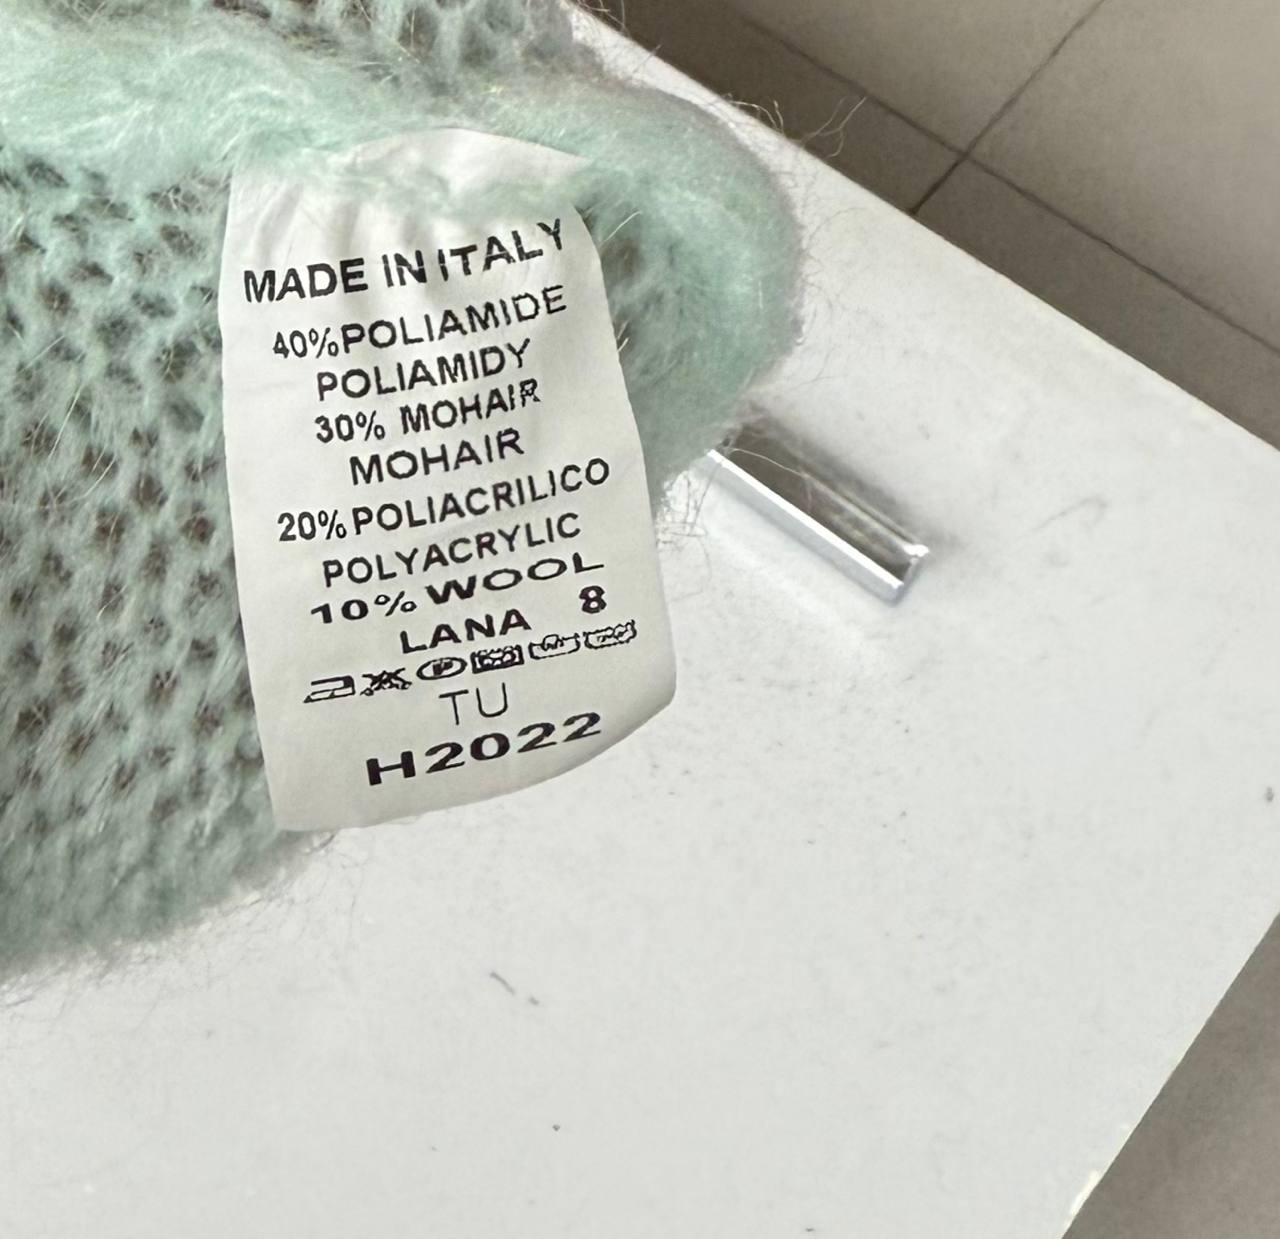 MADE IN ITALY
40%POLIAMIDE
POLIAMIDY
30% MOHAIR
MOHAIR
20%POLIACRILICO
POLYACRYLIC
10% WOOL
LANA 8
TU
H2022